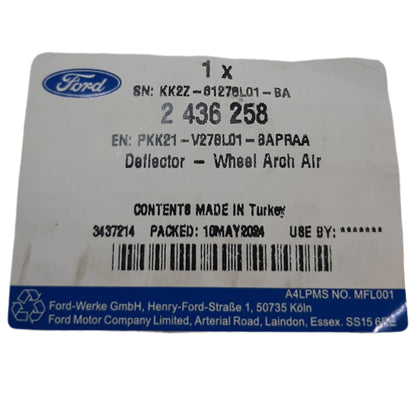 1 x
Ford
SN: KK2Z-61278L01-BA
2 436 258
EN: PKK21-V278L01-BAPRAA
Deflector - Wheel Arch Air
CONTENTS MADE IN Turkey
3437214 PACKED: 10MAY2024 USE BY: *******
A4LPMS NO. MFL001
Ford-Werke GmbH, Henry-Ford-Straße 1, 50735 Köln
Ford Motor Company Limited, Arterial Road, Laindon, Essex. SS15 6EE